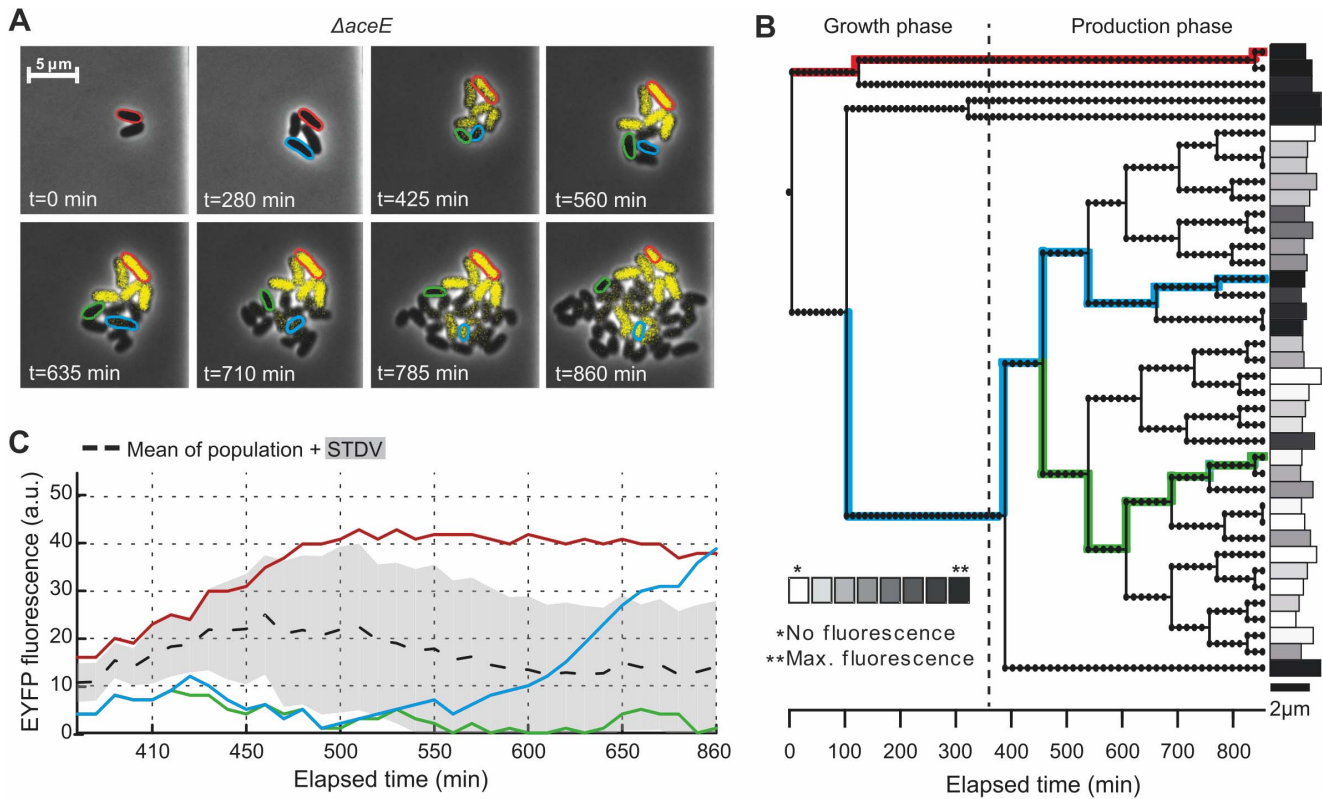 A
ΔaceE
5 μm
t=0 min
t=280 min
t=425 min
t=560 min
t=635 min
t=710 min
t=785 min
t=860 min
B
Growth phase
Production phase
*
**
*No fluorescence
**Max. fluorescence
2μm
0 100 200 300 400 500 600 700 800
Elapsed time (min)
C
Mean of population + STDV
EYFP fluorescence (a.u.)
50
40
30
20
10
0
410 450 500 550 600 650 860
Elapsed time (min)